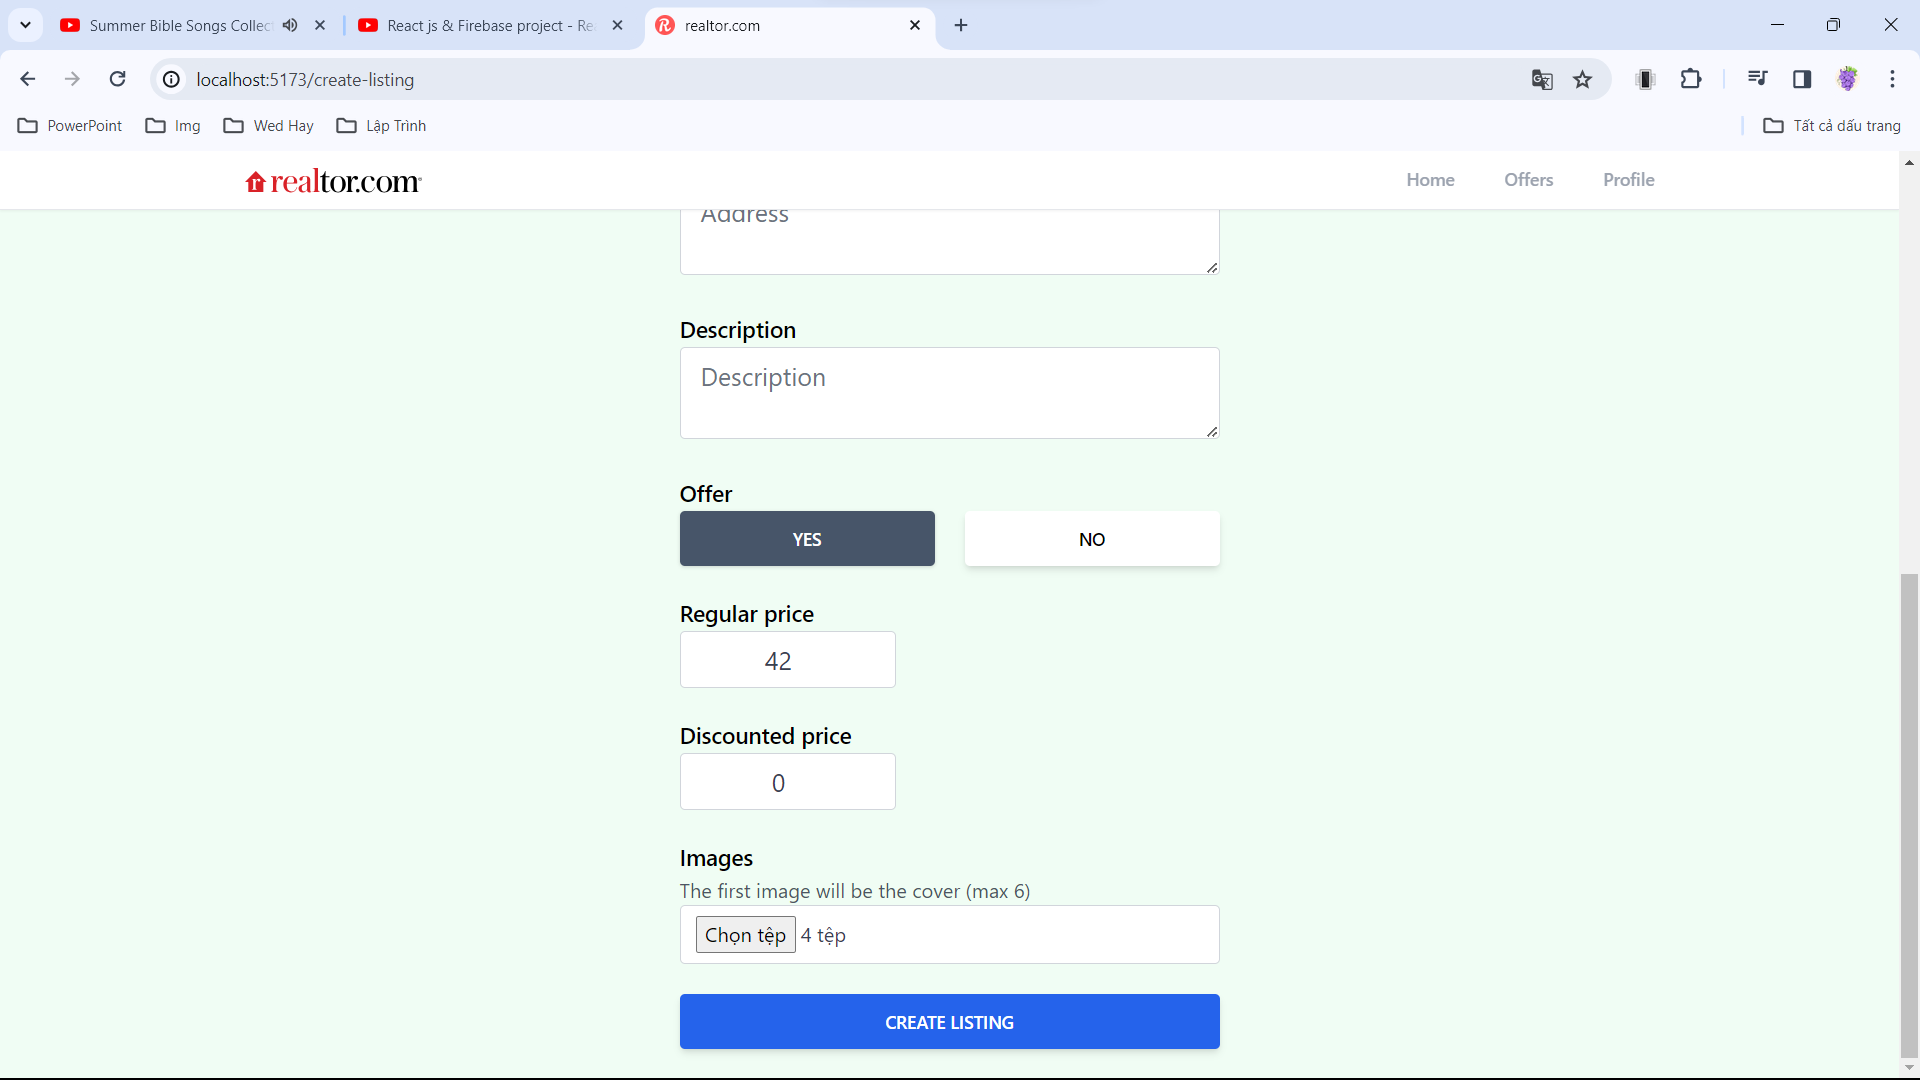 Summer Bible Songs Collect
React js & Firebase project - Re
realtor.com
localhost:5173/create-listing
PowerPoint
Img
Wed Hay
Lập Trình
Tất cả dấu trang
realtor.com
Home
Offers
Profile
Address
Description
Description
Offer
YES
NO
Regular price
42
Discounted price
0
Images
The first image will be the cover (max 6)
Chọn tệp 4 tệp
CREATE LISTING